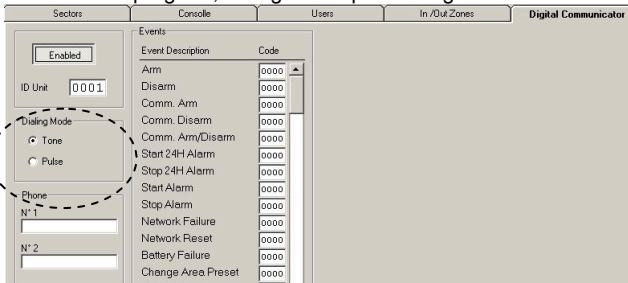 Sectors Consolle Users In /Out Zones Digital Communicator
Enabled
ID Unit 0001
Dialing Mode
Tone
Pulse
Phone
N° 1
N° 2
Events
Event Description Code
Arm 0000
Disarm 0000
Comm. Arm 0000
Comm. Disarm 0000
Comm. Arm/Disarm 0000
Start 24H Alarm 0000
Stop 24H Alarm 0000
Start Alarm 0000
Stop Alarm 0000
Network Failure 0000
Network Reset 0000
Battery Failure 0000
Change Area Preset 0000